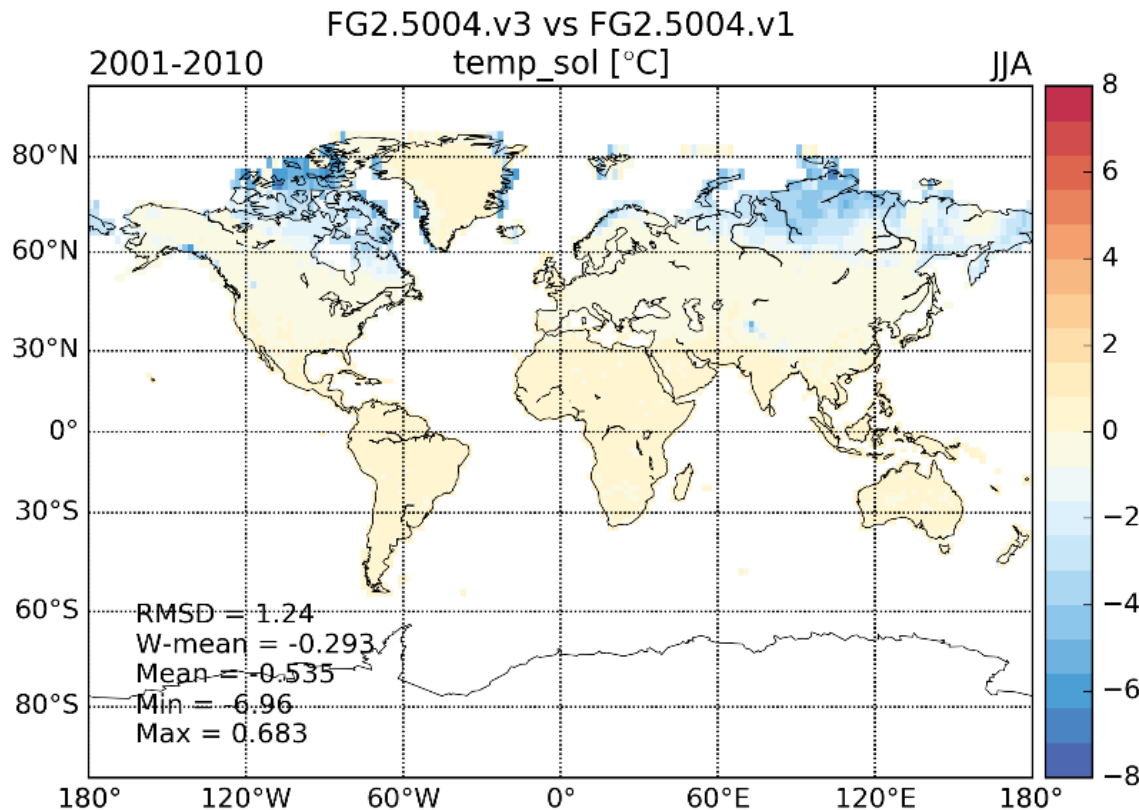 FG2.5004.v3 vs FG2.5004.v1
2001-2010 temp_sol [°C] JJA
80°N
60°N
30°N
0°
30°S
60°S
80°S
RMSD = 1.24
W-mean = -0.293
Mean = -0.535
Min = -6.96
Max = 0.683
180° 120°W 60°W 0° 60°E 120°E 180°
8
6
4
2
0
−2
−4
−6
−8